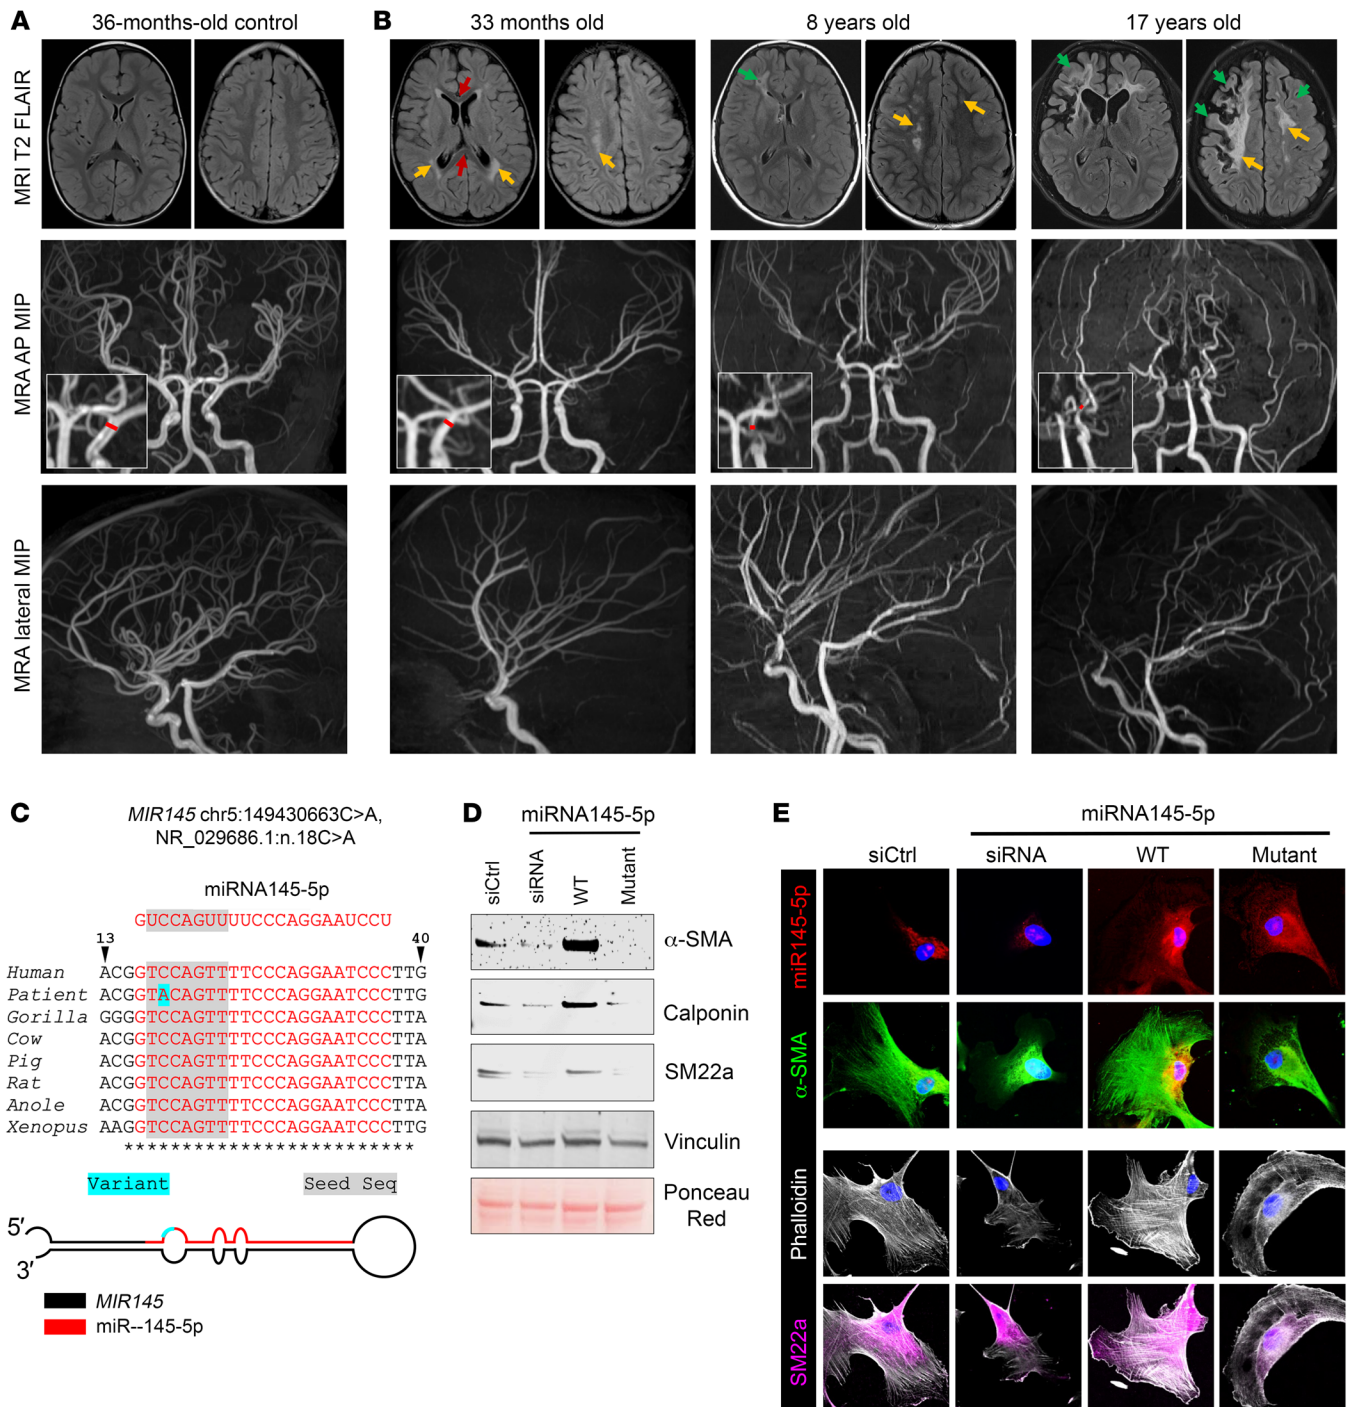 A
36-months-old control
B
33 months old
8 years old
17 years old
MRI T2 FLAIR
MRA AP MIP
MRA lateral MIP
C
MIR145 chr5:149430663C>A,
NR_029686.1:n.18C>A
miRNA145-5p
GUCCAGUUUUCCCAGGAAUCCU
13
40
Human ACGGTCCAGTTTTCCCAGGAATCCCTTG
Patient ACGGTACAGTTTTCCCAGGAATCCCTTG
Gorilla GGGGTCCAGTTTTCCCAGGAATCCCTTA
Cow ACGGTCCAGTTTTCCCAGGAATCCCTTA
Pig ACGGTCCAGTTTTCCCAGGAATCCCTTA
Rat ACGGTCCAGTTTTCCCAGGAATCCCTTA
Anole ACGGTCCAGTTTTCCCAGGAATCCCTTA
Xenopus AAGGTCCAGTTTTCCCAGGAATCCCTTG
*************************
Variant
Seed Seq
5′
3′
MIR145
miR--145-5p
D
miRNA145-5p
siCtrl
siRNA
WT
Mutant
α-SMA
Calponin
SM22a
Vinculin
Ponceau
Red
E
miRNA145-5p
siCtrl
siRNA
WT
Mutant
miR145-5p
α-SMA
Phalloidin
SM22a